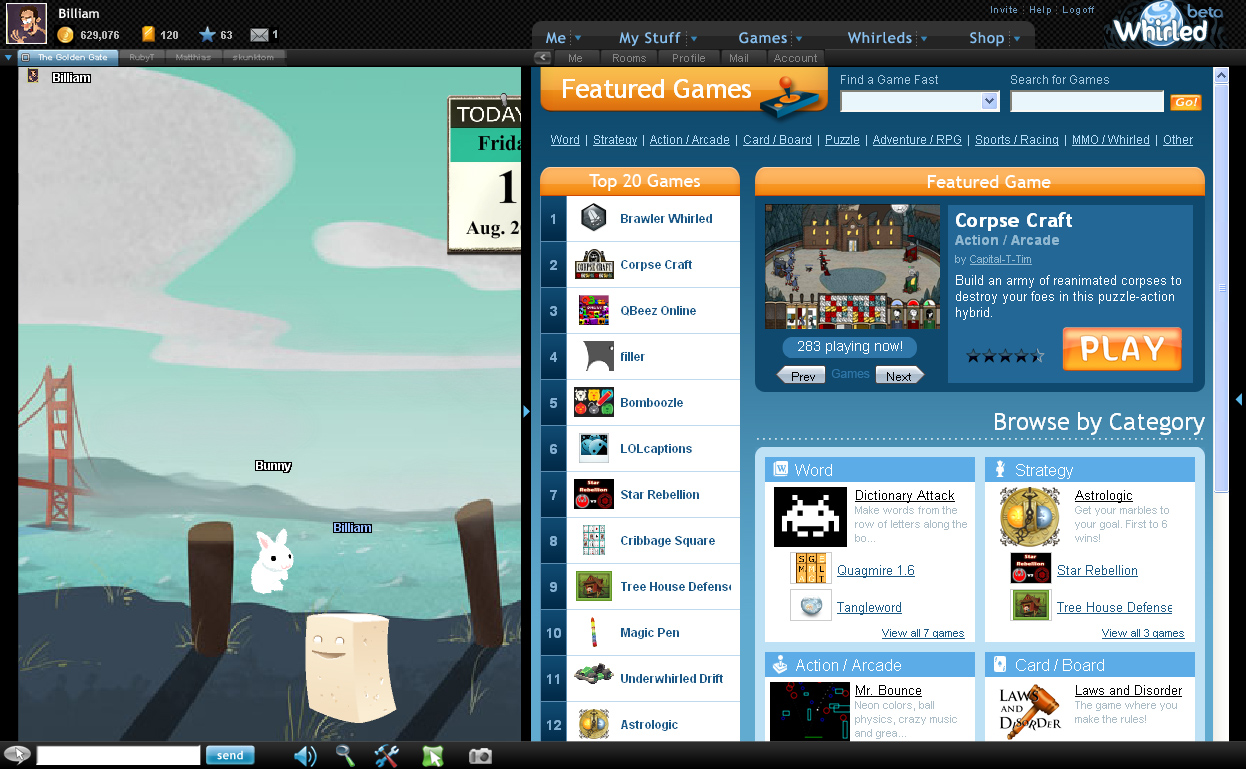 Billiam
629,076 120 63 1
Invite Help Logoff
Whirled beta
Me My Stuff Games Whirleds Shop
The Golden Gate RubyT Matthias skunktom
Me Rooms Profile Mail Account
Billiam
TODAY
Frida
1
Aug. 2
Bunny
Billiam
send
Featured Games
Find a Game Fast
Search for Games
Go!
Word | Strategy | Action / Arcade | Card / Board | Puzzle | Adventure / RPG | Sports / Racing | MMO / Whirled | Other
Top 20 Games
1 Brawler Whirled
2 CORPSE CRAFT Corpse Craft
3 QBeez Online
4 filler
5 Bomboozle
6 LOLcaptions
7 Star Rebellion Star Rebellion
8 Cribbage Square
9 Tree House Defense
10 Magic Pen
11 Underwhirled Drift
12 Astrologic
Featured Game
Corpse Craft
Action / Arcade
by Capital-T-Tim
Build an army of reanimated corpses to
destroy your foes in this puzzle-action
hybrid.
283 playing now!
Prev Games Next
PLAY
Browse by Category
W Word
Dictionary Attack
Make words from the
row of letters along the
bo...
Quagmire 1.6
Tangleword
View all 7 games
Strategy
Astrologic
Get your marbles to
your goal. First to 6
wins!
Star Rebellion
Tree House Defense
View all 3 games
Action / Arcade
Mr. Bounce
Neon colors, ball
physics, crazy music
and grea...
Card / Board
LAWS
AND
DISORDER
Laws and Disorder
The game where you
make the rules!